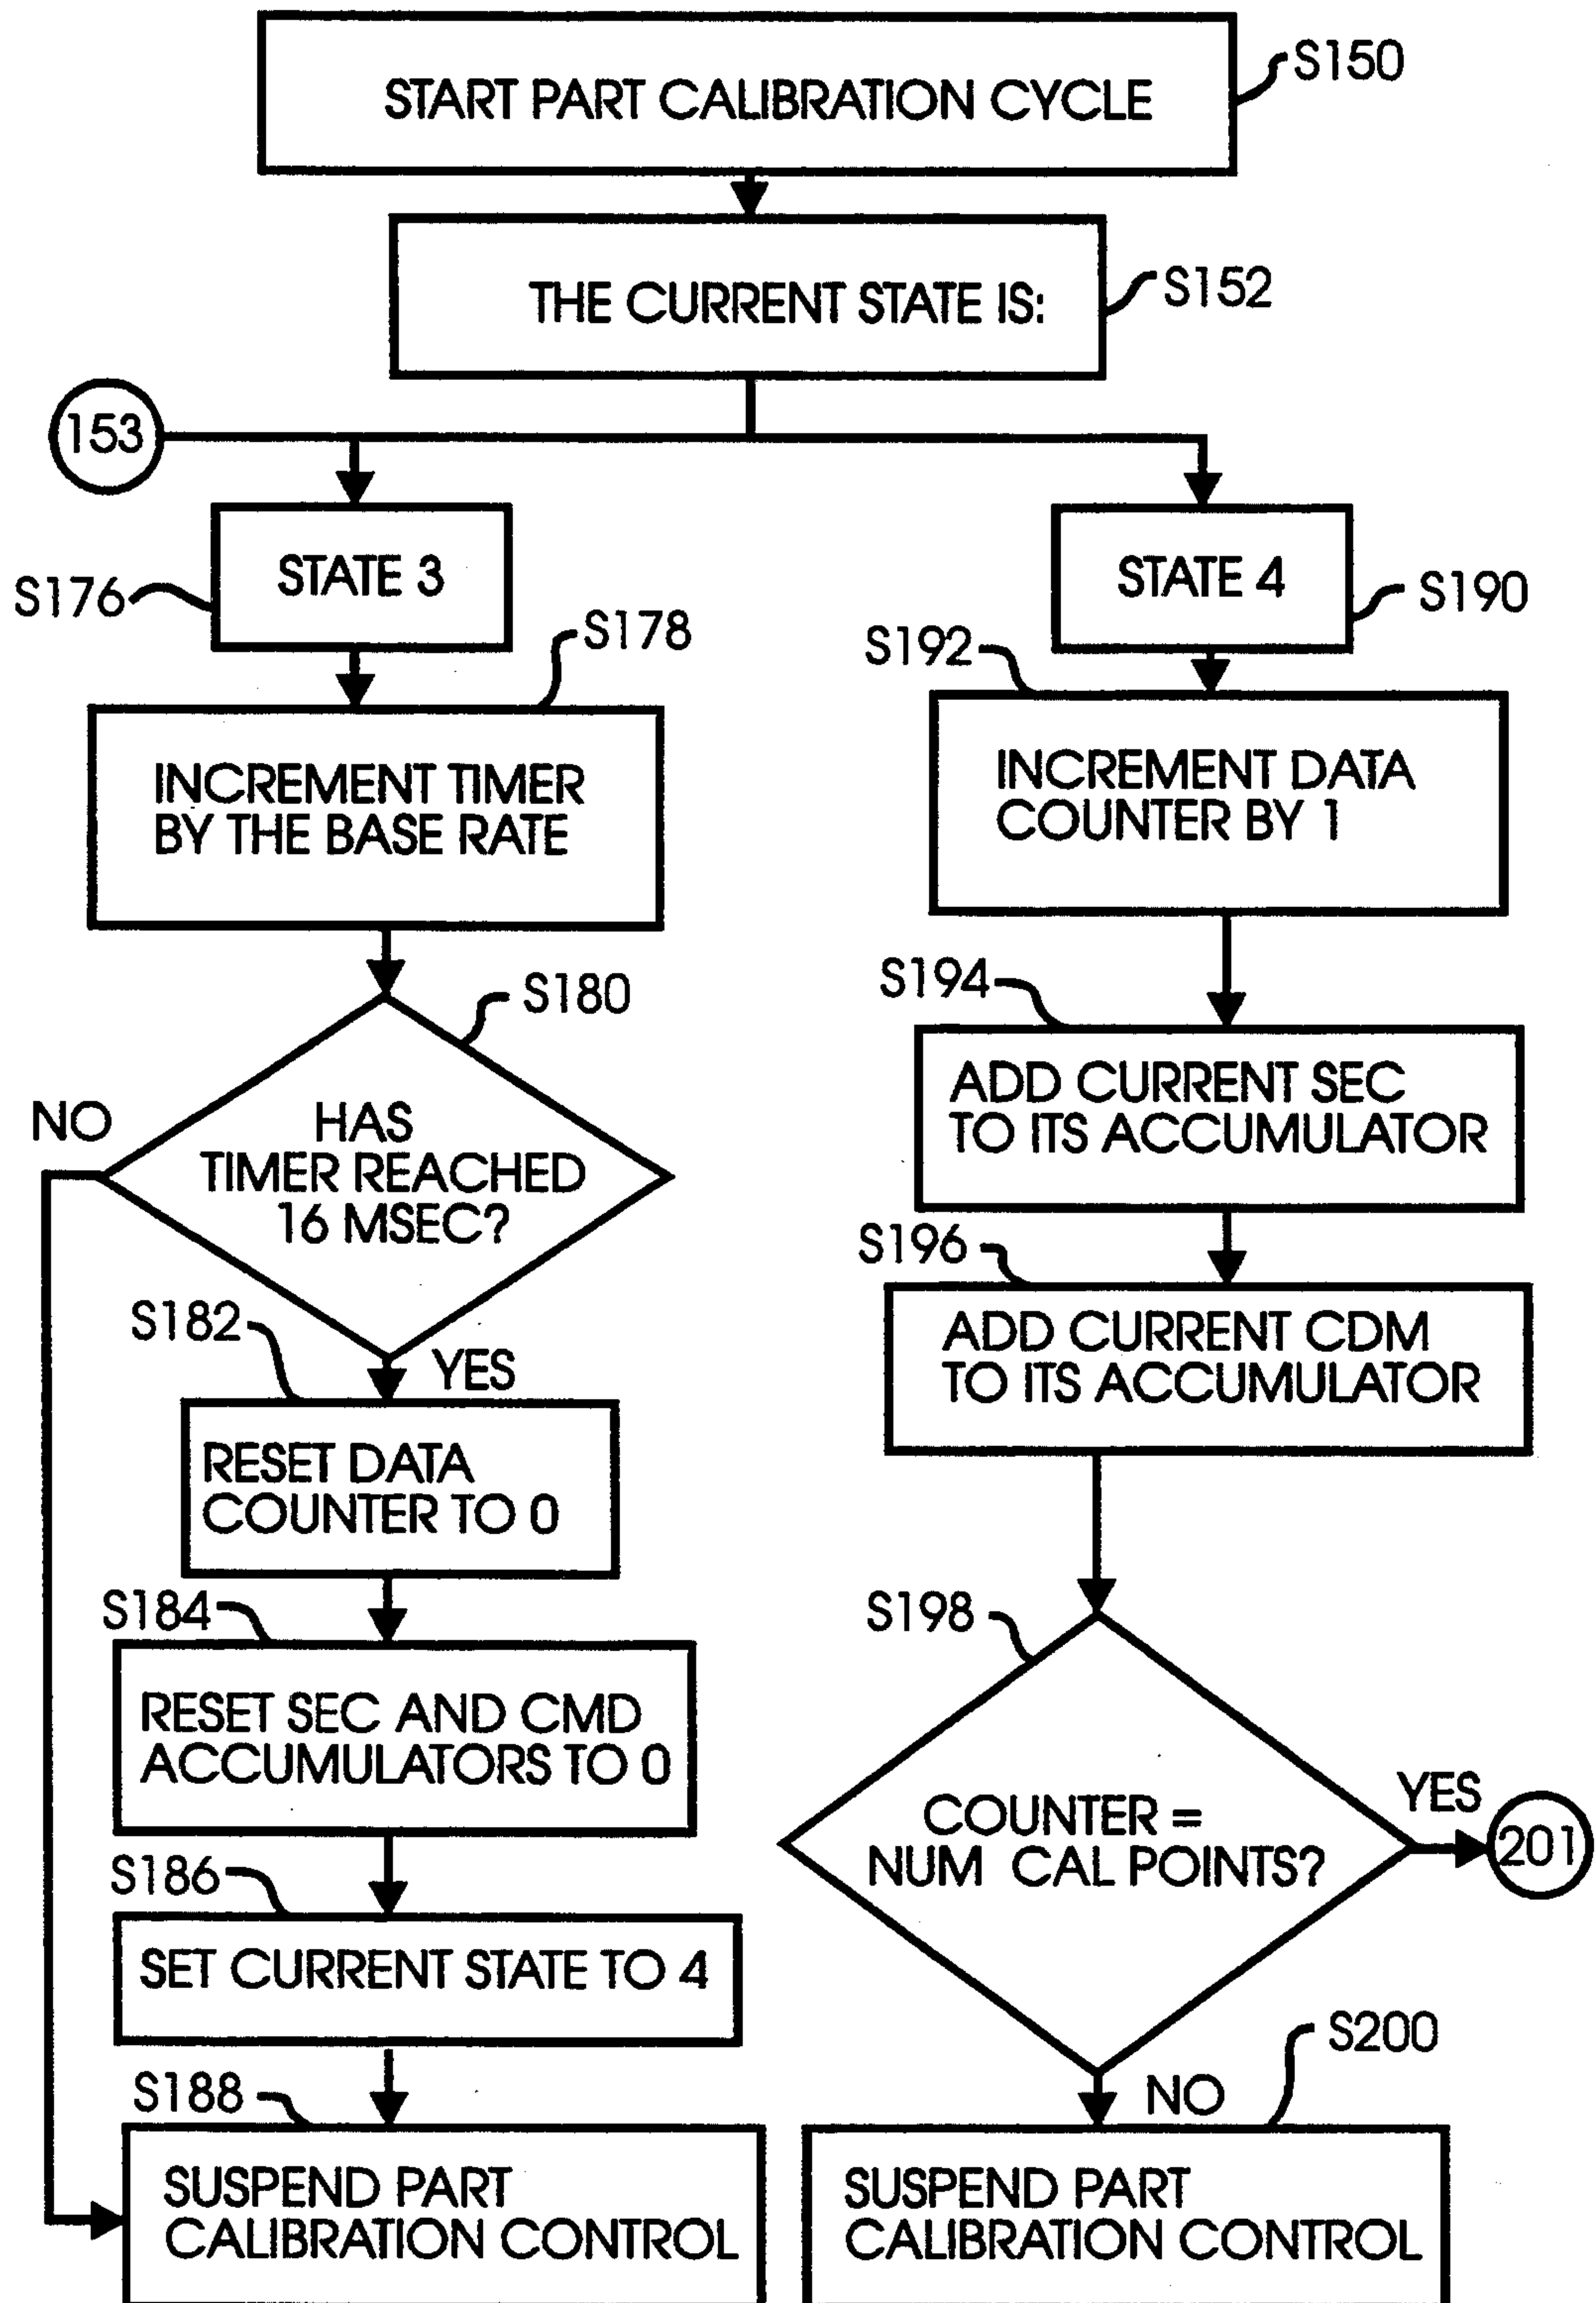 START PART CALIBRATION CYCLE
S150
THE CURRENT STATE IS:
S152
153
STATE 3
S176
STATE 4
S190
S178
INCREMENT TIMER
BY THE BASE RATE
S192
INCREMENT DATA
COUNTER BY 1
S180
HAS
TIMER REACHED
16 MSEC?
NO
YES
S194
ADD CURRENT SEC
TO ITS ACCUMULATOR
S196
ADD CURRENT CDM
TO ITS ACCUMULATOR
S182
RESET DATA
COUNTER TO 0
S184
RESET SEC AND CMD
ACCUMULATORS TO 0
S186
SET CURRENT STATE TO 4
S188
SUSPEND PART
CALIBRATION CONTROL
S198
COUNTER =
NUM CAL POINTS?
YES
201
NO
S200
SUSPEND PART
CALIBRATION CONTROL